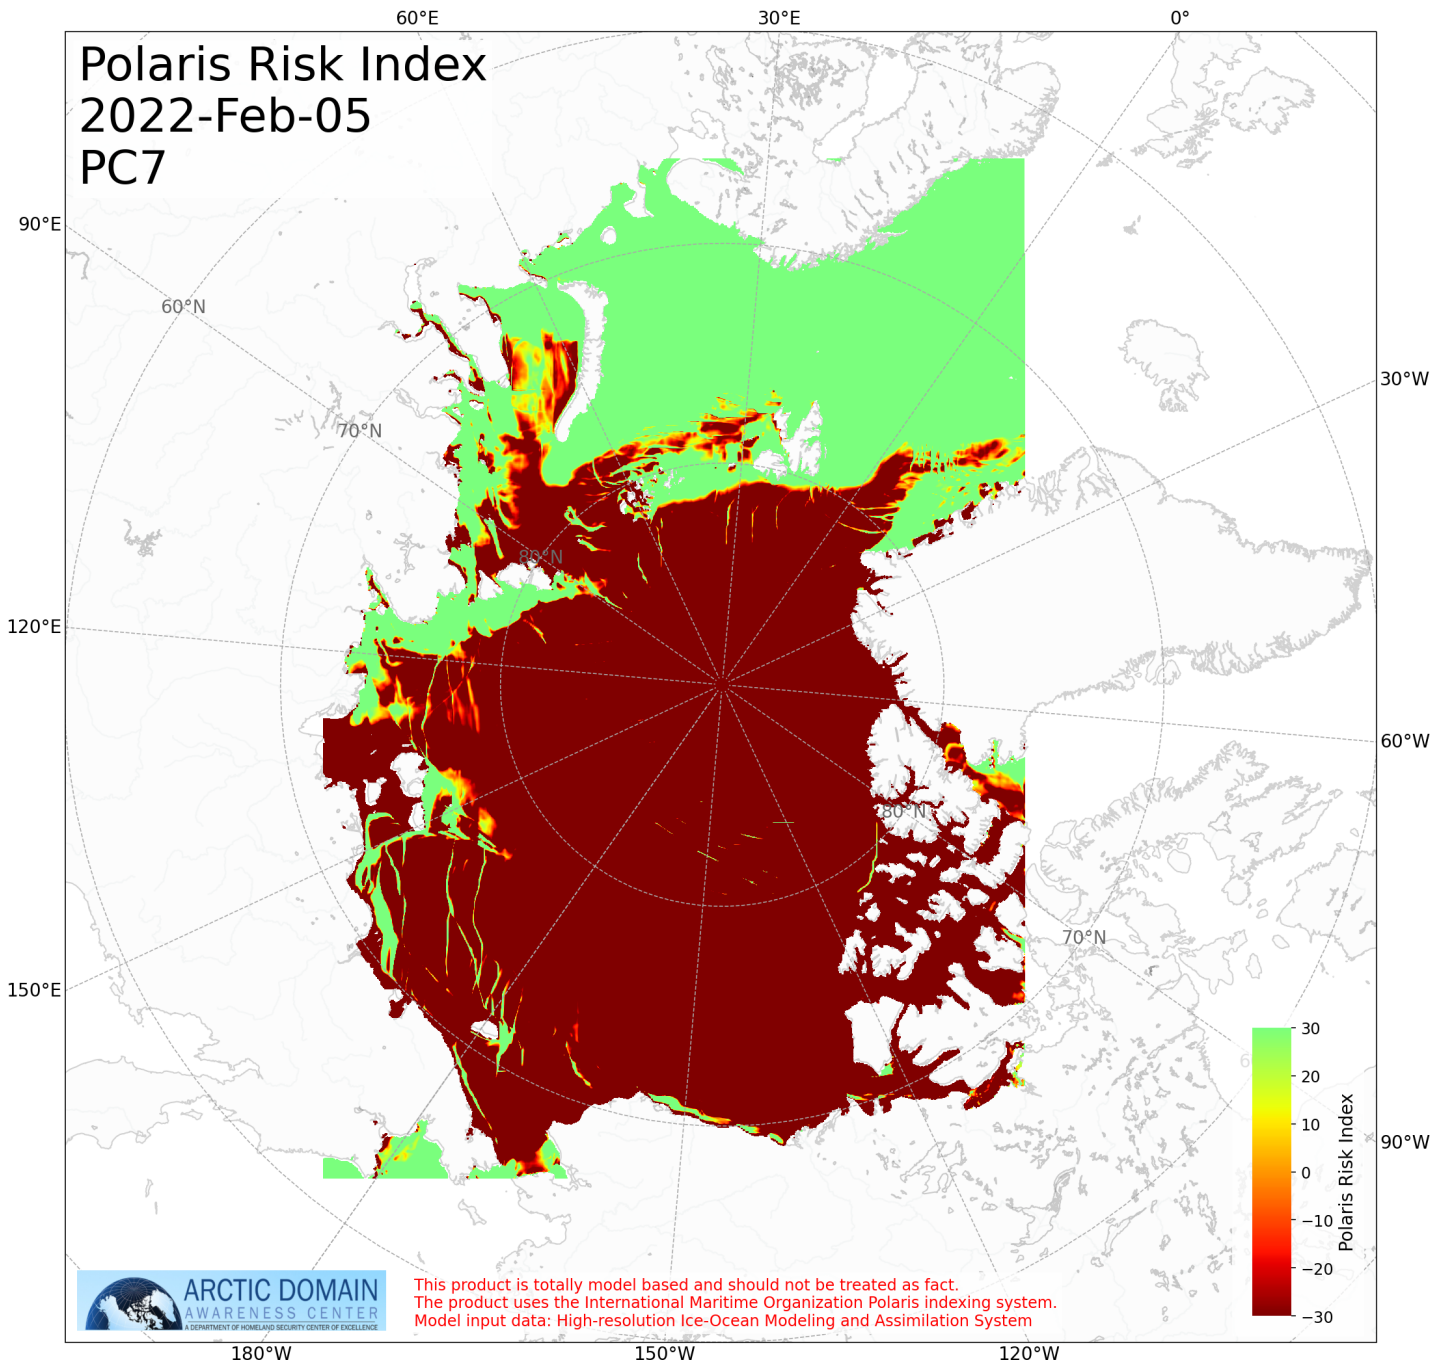 60°E
30°E
0°
Polaris Risk Index
2022-Feb-05
PC7
90°E
60°N
30°W
70°N
80°N
120°E
60°W
80°N
70°N
150°E
30
20
10
0
−10
−20
−30
Polaris Risk Index
90°W
ARCTIC DOMAIN
AWARENESS CENTER
A DEPARTMENT OF HOMELAND SECURITY CENTER OF EXCELLENCE
This product is totally model based and should not be treated as fact.
The product uses the International Maritime Organization Polaris indexing system.
Model input data: High-resolution Ice-Ocean Modeling and Assimilation System
180°W
150°W
120°W